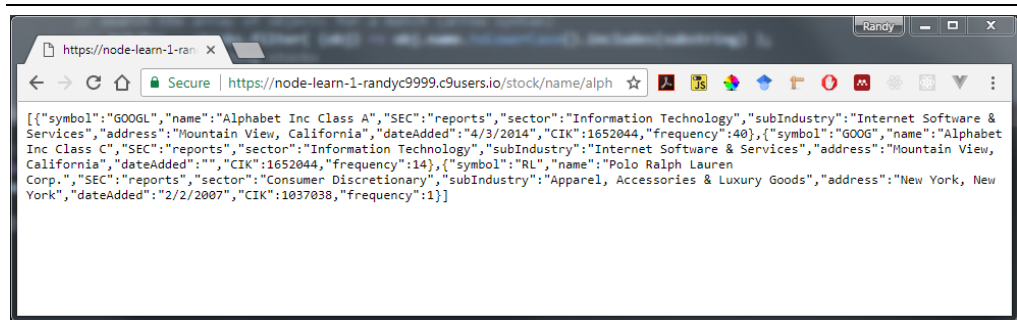 Randy
https://node-learn-1-ran
Secure https://node-learn-1-randyc9999.c9users.io/stock/name/alph
[{"symbol":"GOOGL","name":"Alphabet Inc Class A","SEC":"reports","sector":"Information Technology","subIndustry":"Internet Software &
Services","address":"Mountain View, California","dateAdded":"4/3/2014","CIK":1652044,"frequency":40},{"symbol":"GOOG","name":"Alphabet
Inc Class C","SEC":"reports","sector":"Information Technology","subIndustry":"Internet Software & Services","address":"Mountain View,
California","dateAdded":"","CIK":1652044,"frequency":14},{"symbol":"RL","name":"Polo Ralph Lauren
Corp.","SEC":"reports","sector":"Consumer Discretionary","subIndustry":"Apparel, Accessories & Luxury Goods","address":"New York, New
York","dateAdded":"2/2/2007","CIK":1037038,"frequency":1}]